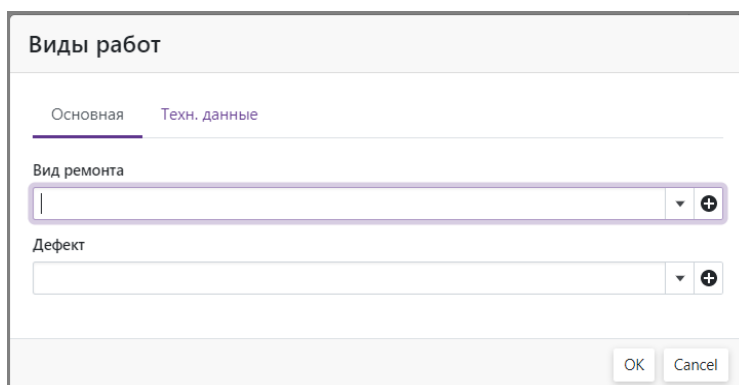 Виды работ
Основная Техн. данные
Вид ремонта
Дефект
OK Cancel